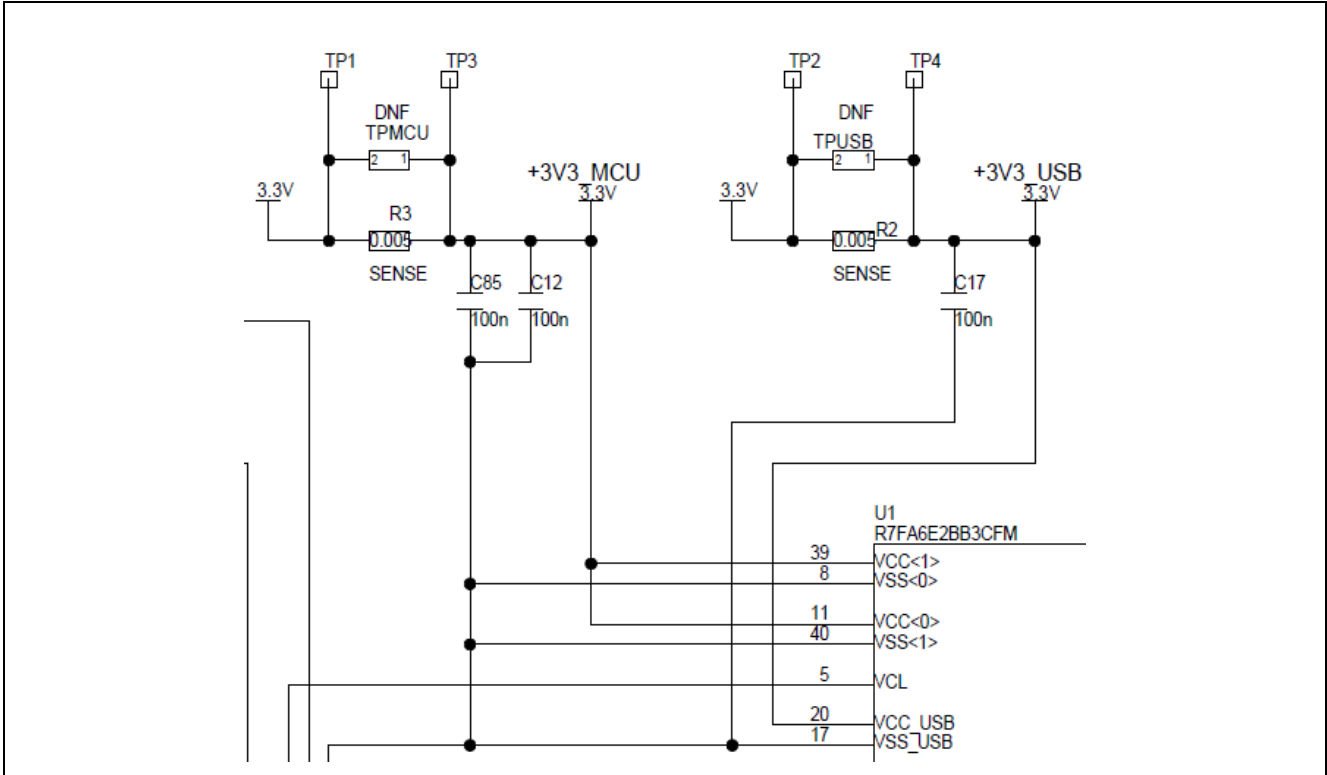 TP1
TP3
TP2
TP4
DNF
TPMCU
2 1
DNF
TPUSB
2 1
3.3V
+3V3_MCU
3.3V
3.3V
+3V3_USB
3.3V
R3
0.005
SENSE
R2
0.005
SENSE
C85
100n
C12
100n
C17
100n
U1
R7FA6E2BB3CFM
39 VCC<1>
8 VSS<0>
11 VCC<0>
40 VSS<1>
5 VCL
20 VCC_USB
17 VSS_USB